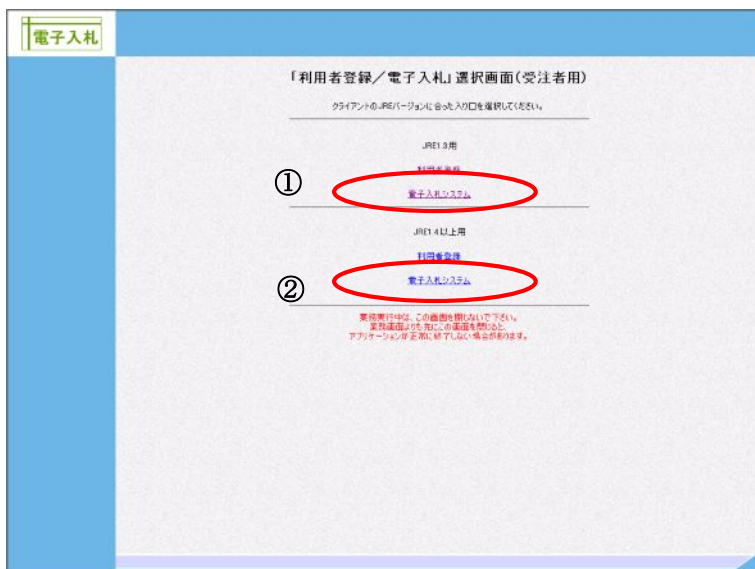 電子入札
「利用者登録／電子入札」選択画面(受注者用)
クライアントのJREバージョンに合った入り口を選択してください。
JRE1.3用
利用者登録
① 電子入札システム
JRE1.4以上用
利用者登録
② 電子入札システム
業務実行中は、この画面を閉じないで下さい。
業務画面よりも先にこの画面を閉じると、
アプリケーションが正常に終了しない場合があります。